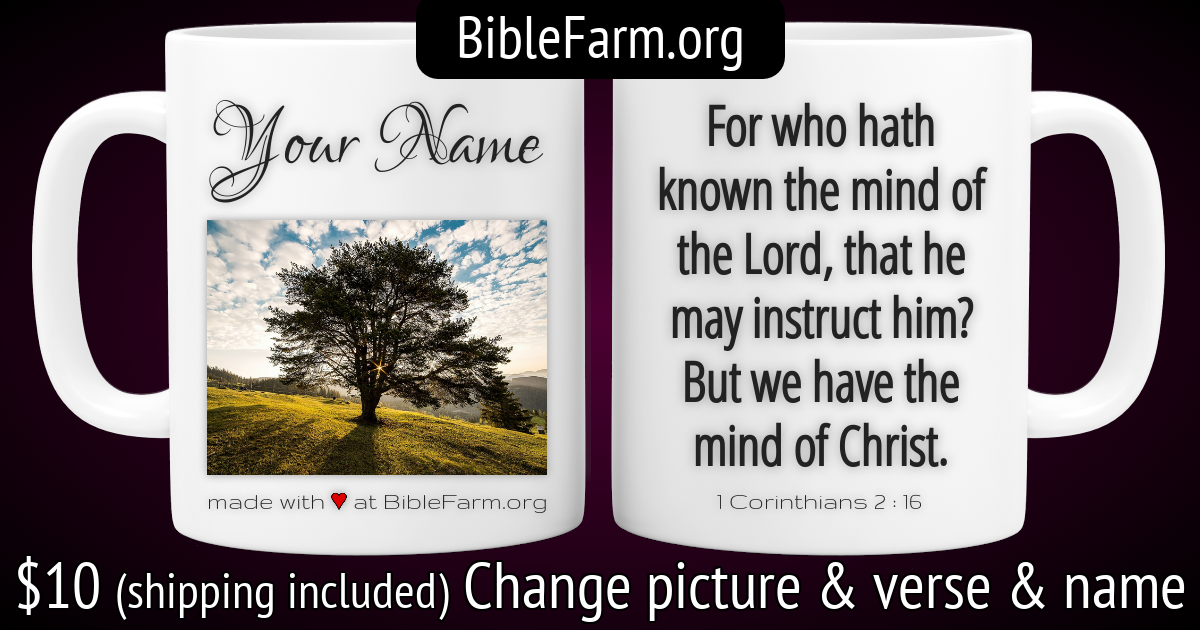 BibleFarm.org
Your Name
made with ❤ at BibleFarm.org
For who hath
known the mind of
the Lord, that he
may instruct him?
But we have the
mind of Christ.
1 Corinthians 2 : 16
$10 (shipping included) Change picture & verse & name